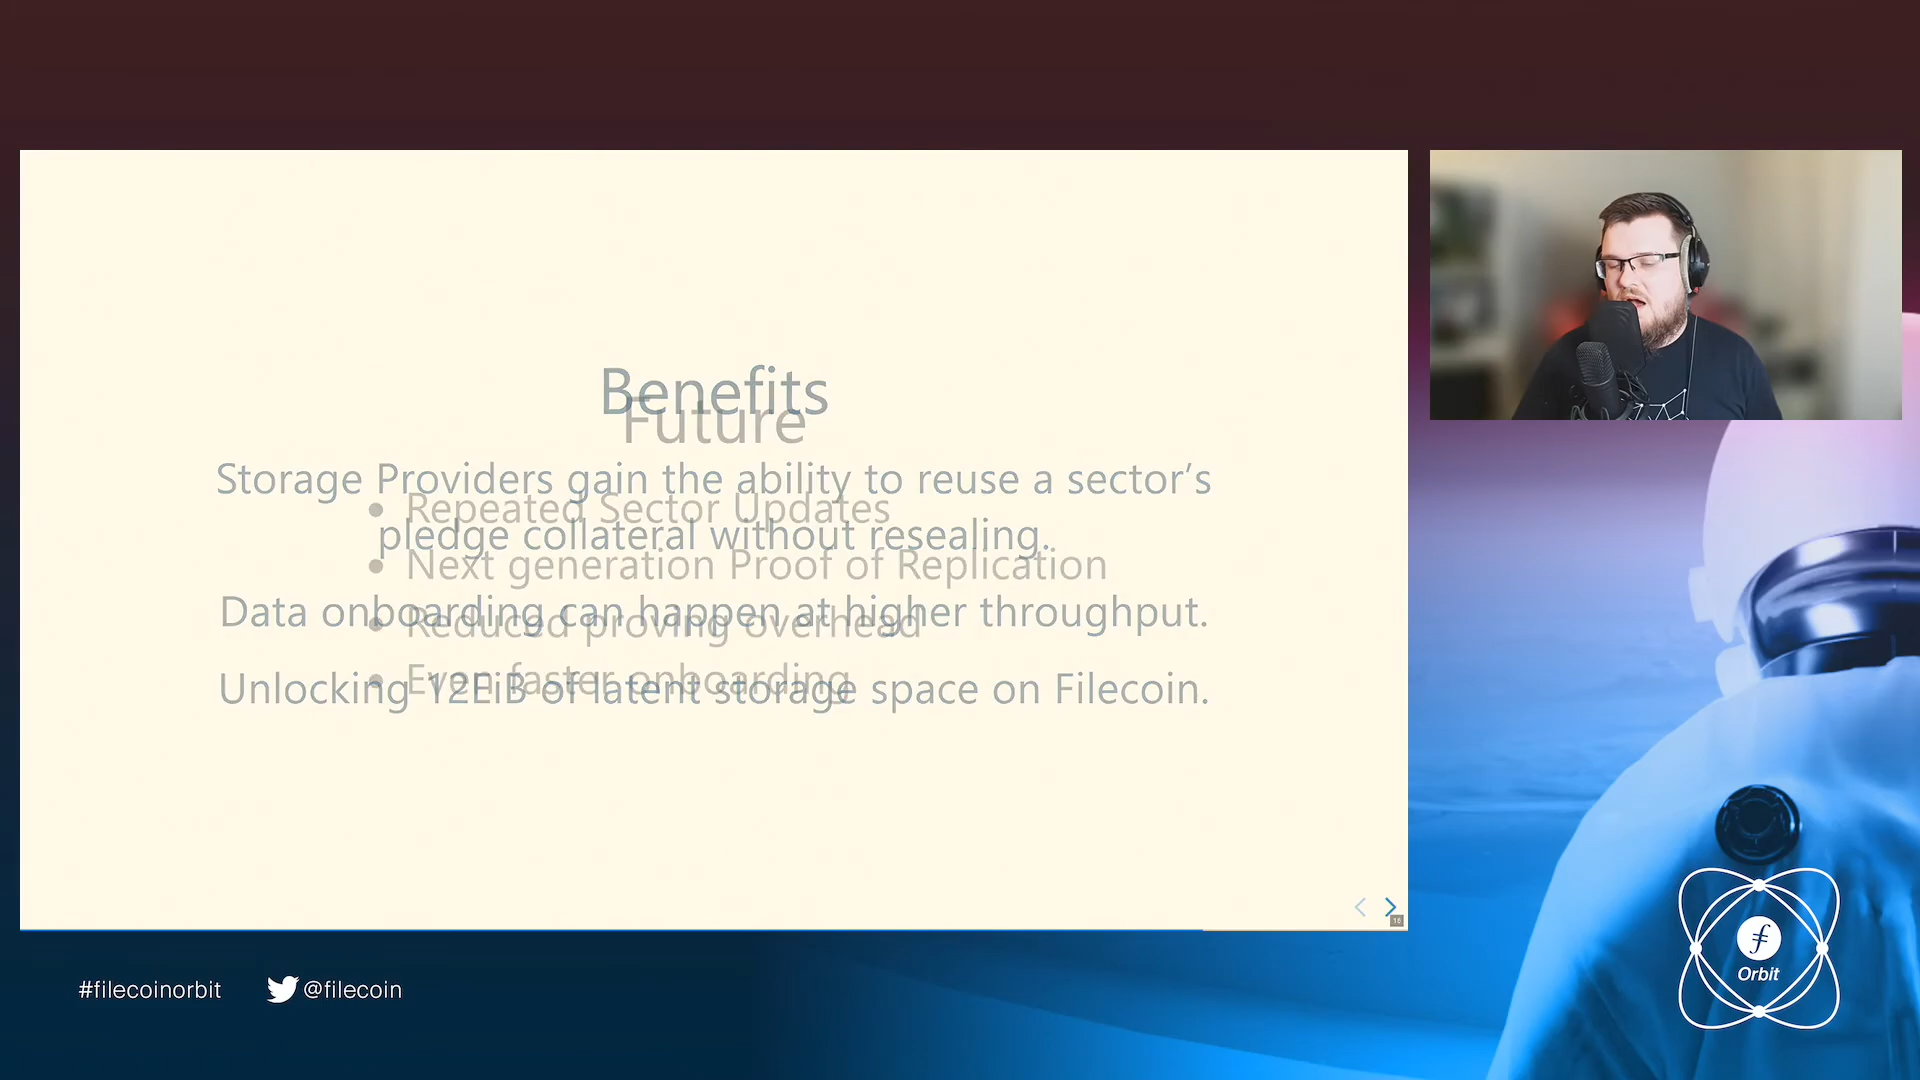 Benefits
Storage Providers gain the ability to reuse a sector’s
pledge collateral without resealing.
Data onboarding can happen at higher throughput.
Unlocking 12EiB of latent storage space on Filecoin.
Future
• Repeated Sector Updates
• Next generation Proof of Replication
• Reduced proving overhead
• Even faster onboarding
#filecoinorbit
@filecoin
Orbit